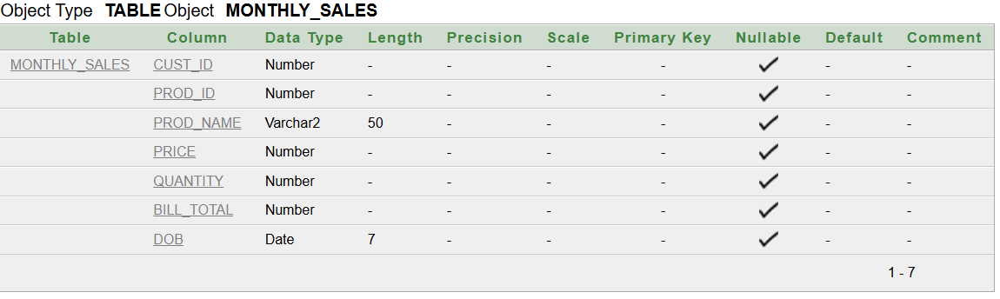 Object Type TABLE Object MONTHLY_SALES
Table Column Data Type Length Precision Scale Primary Key Nullable Default Comment
MONTHLY_SALES CUST_ID Number - - - - - -
PROD_ID Number - - - - - -
PROD_NAME Varchar2 50 - - - - -
PRICE Number - - - - - -
QUANTITY Number - - - - - -
BILL_TOTAL Number - - - - - -
DOB Date 7 - - - - -
1 - 7